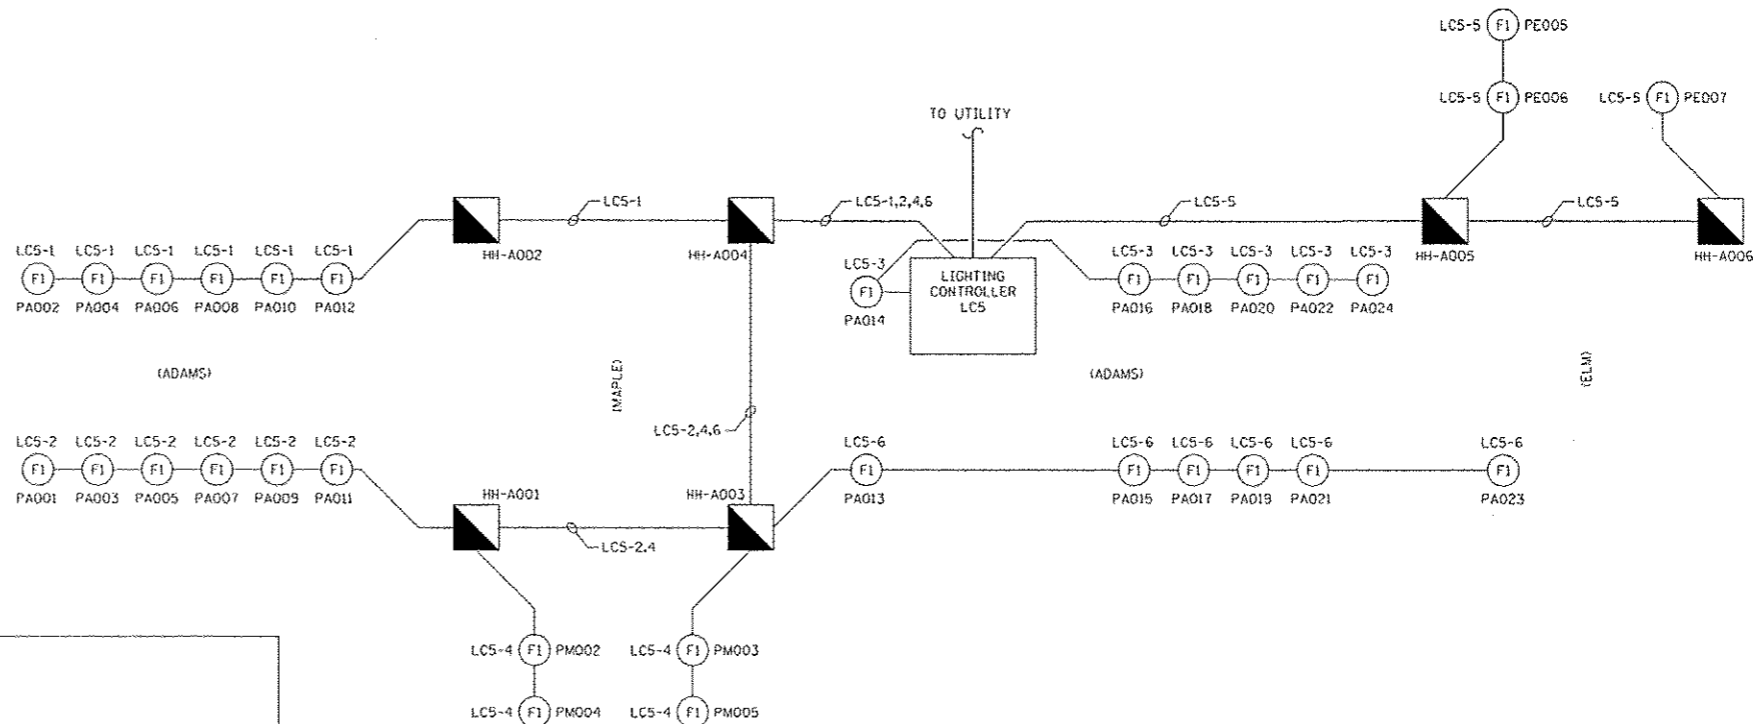 LC5-5 F1 PE005
LC5-5 F1 PE006
LC5-5 F1 PE007
TO UTILITY
LC5-1
LC5-1,2,4,6
LC5-5
LC5-5
HH-A002
HH-A004
HH-A005
HH-A006
LC5-1 LC5-1 LC5-1 LC5-1 LC5-1 LC5-1
F1 F1 F1 F1 F1 F1
PA002 PA004 PA006 PA008 PA010 PA012
LC5-3
F1
PA014
LIGHTING
CONTROLLER
LC5
LC5-3 LC5-3 LC5-3 LC5-3 LC5-3
F1 F1 F1 F1 F1
PA016 PA018 PA020 PA022 PA024
(ADAMS)
(MAPLE)
(ADAMS)
(ELM)
LC5-2,4,6
LC5-2 LC5-2 LC5-2 LC5-2 LC5-2 LC5-2
F1 F1 F1 F1 F1 F1
PA001 PA003 PA005 PA007 PA009 PA011
LC5-6 LC5-6 LC5-6 LC5-6 LC5-6 LC5-6
F1 F1 F1 F1 F1 F1
PA013 PA015 PA017 PA019 PA021 PA023
HH-A001
HH-A003
LC5-2,4
LC5-4 F1 PM002
LC5-4 F1 PM003
LC5-4 F1 PM004
LC5-4 F1 PM005